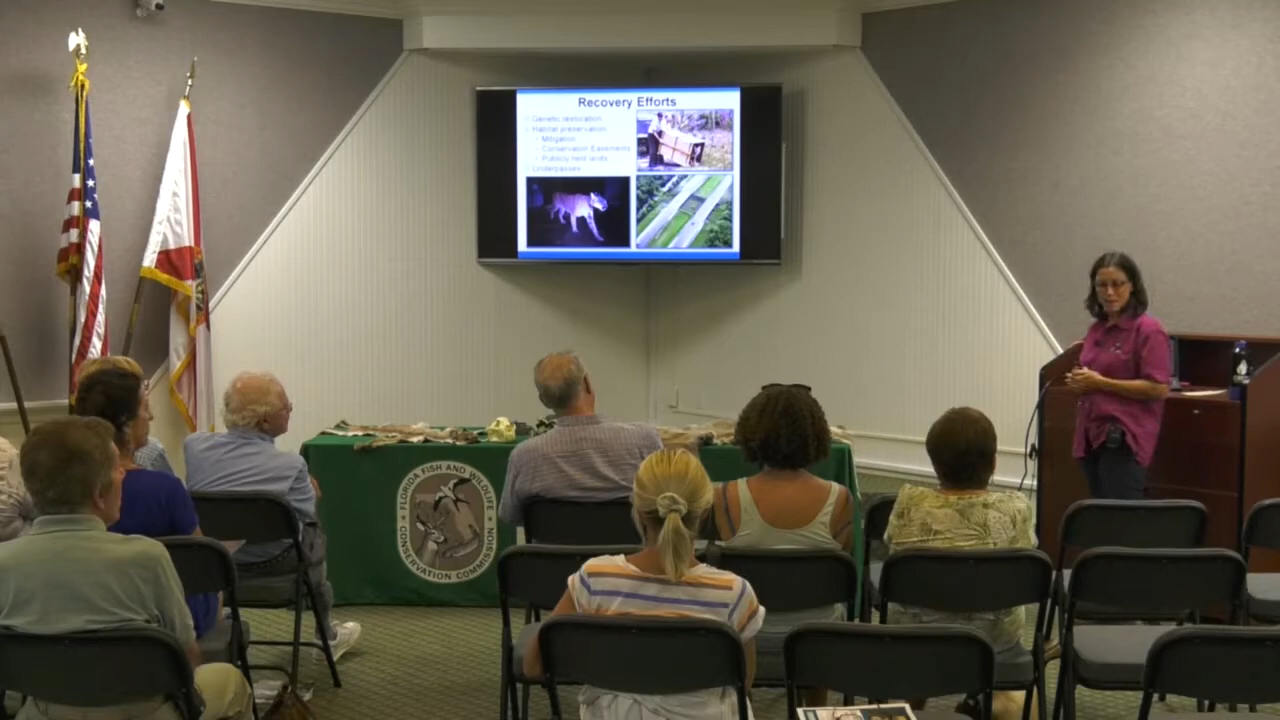 Recovery Efforts
Genetic restoration
Habitat preservation
Mitigation
Conservation Easements
Publicly held lands
Underpasses
FLORIDA FISH AND WILDLIFE
CONSERVATION COMMISSION